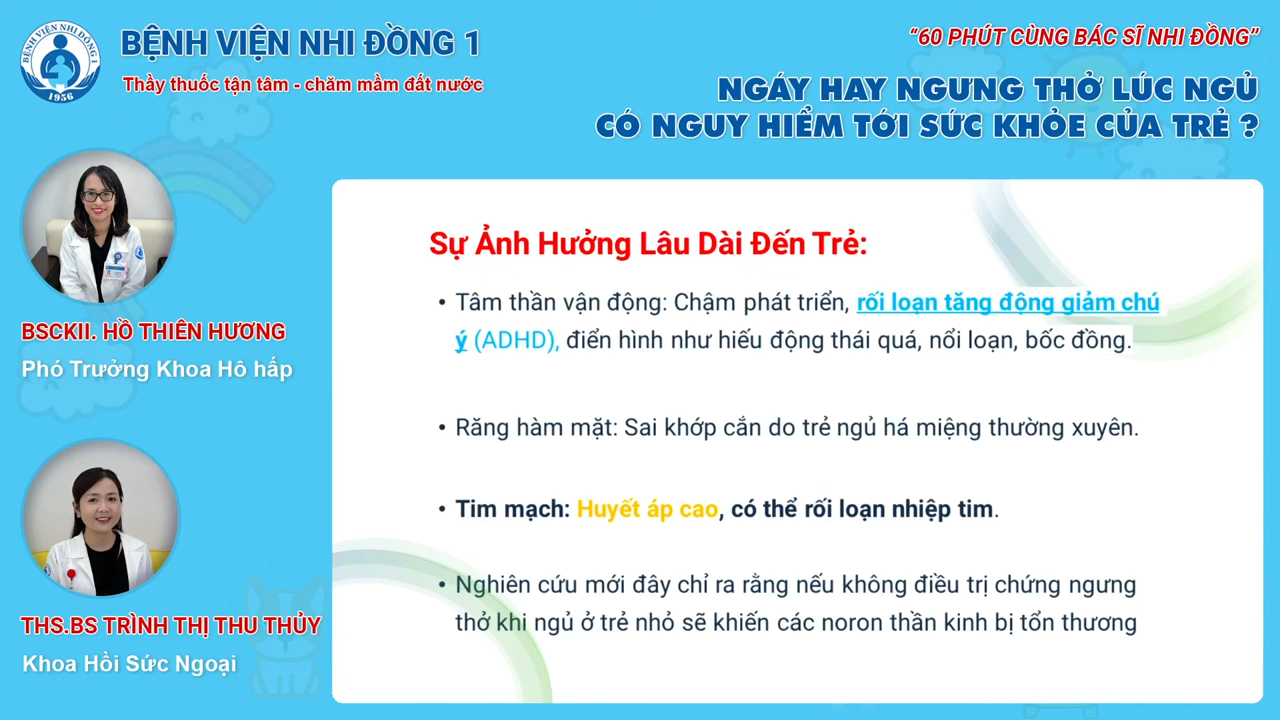 BỆNH VIỆN NHI ĐỒNG 1
1956
BỆNH VIỆN NHI ĐỒNG 1
Thầy thuốc tận tâm - chăm mầm đất nước
“60 PHÚT CÙNG BÁC SĨ NHI ĐỒNG”
NGÁY HAY NGƯNG THỞ LÚC NGỦ
CÓ NGUY HIỂM TỚI SỨC KHỎE CỦA TRẺ ?
BSCKII. HỒ THIÊN HƯƠNG
Phó Trưởng Khoa Hô hấp
THS.BS TRÌNH THỊ THU THỦY
Khoa Hồi Sức Ngoại
Sự Ảnh Hưởng Lâu Dài Đến Trẻ:
• Tâm thần vận động: Chậm phát triển, rối loạn tăng động giảm chú
ý (ADHD), điển hình như hiếu động thái quá, nổi loạn, bốc đồng.
• Răng hàm mặt: Sai khớp cắn do trẻ ngủ há miệng thường xuyên.
• Tim mạch: Huyết áp cao, có thể rối loạn nhiệp tim.
• Nghiên cứu mới đây chỉ ra rằng nếu không điều trị chứng ngưng
thở khi ngủ ở trẻ nhỏ sẽ khiến các noron thần kinh bị tổn thương